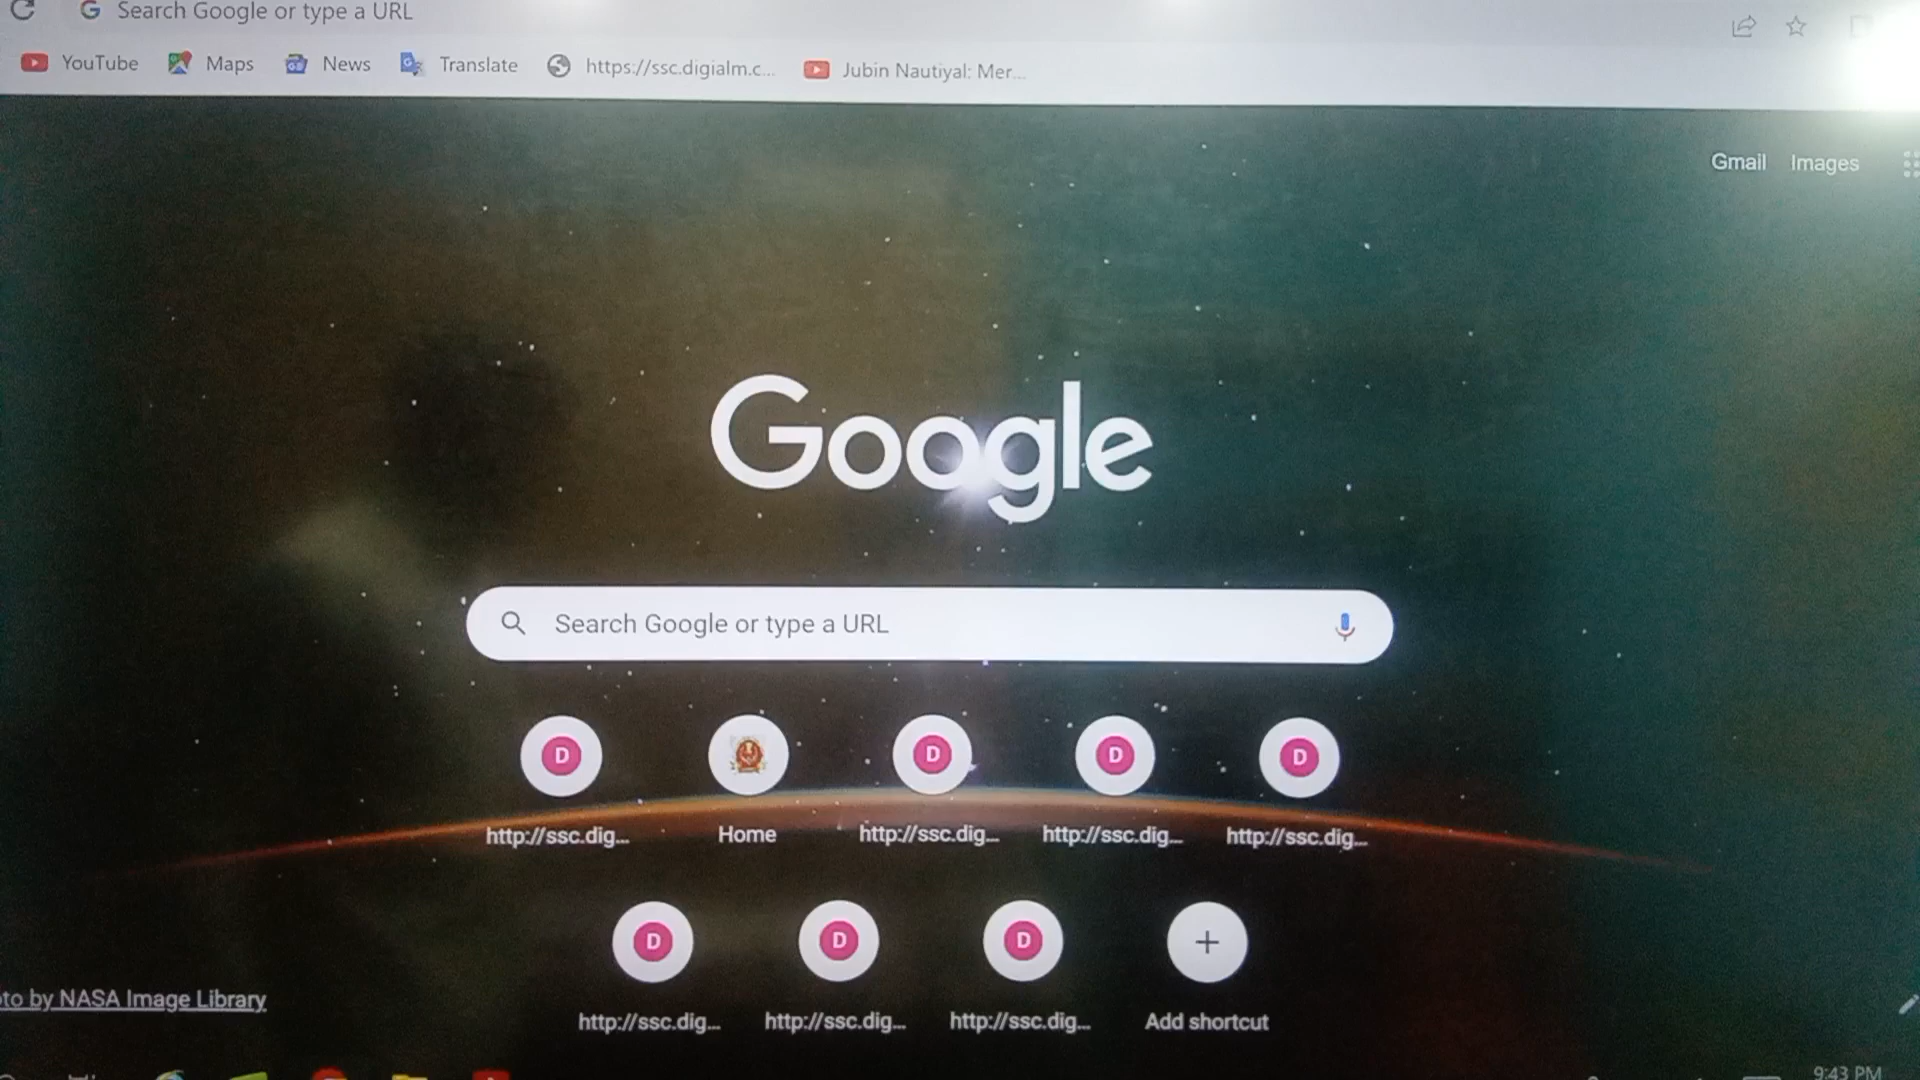 Search Google or type a URL
YouTube Maps News Translate https://ssc.digialm.c... Jubin Nautiyal: Mer...
Gmail Images
Google
Search Google or type a URL
D D D D
http://ssc.dig... Home http://ssc.dig... http://ssc.dig... http://ssc.dig...
D D D
http://ssc.dig... http://ssc.dig... http://ssc.dig... Add shortcut
to by NASA Image Library
9:43 PM